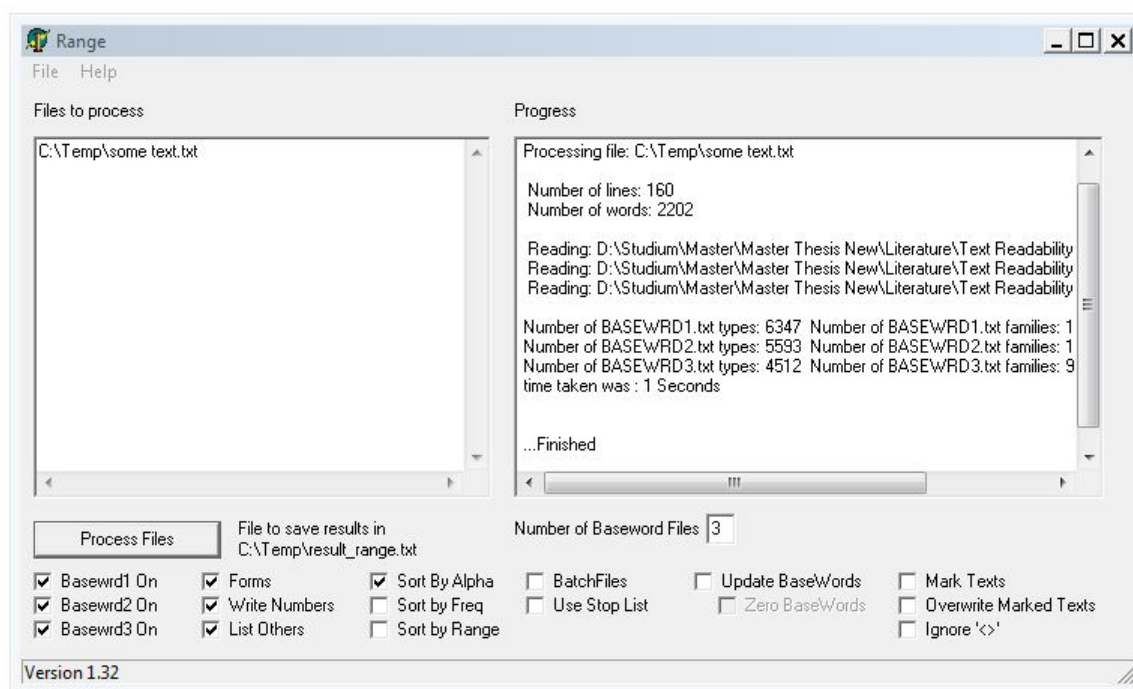 Range
File Help
Files to process
C:\Temp\some text.txt
Progress
Processing file: C:\Temp\some text.txt
Number of lines: 160
Number of words: 2202
Reading: D:\Studium\Master\Master Thesis New\Literature\Text Readability
Reading: D:\Studium\Master\Master Thesis New\Literature\Text Readability
Reading: D:\Studium\Master\Master Thesis New\Literature\Text Readability
Number of BASEWRD1.txt types: 6347 Number of BASEWRD1.txt families: 1
Number of BASEWRD2.txt types: 5593 Number of BASEWRD2.txt families: 1
Number of BASEWRD3.txt types: 4512 Number of BASEWRD3.txt families: 9
time taken was : 1 Seconds
...Finished
Process Files
File to save results in
C:\Temp\result_range.txt
Number of Baseword Files 3
Basewrd1 On Forms Sort By Alpha BatchFiles Update BaseWords Mark Texts
Basewrd2 On Write Numbers Sort by Freq Use Stop List Zero BaseWords Overwrite Marked Texts
Basewrd3 On List Others Sort by Range Ignore '<>'
Version 1.32